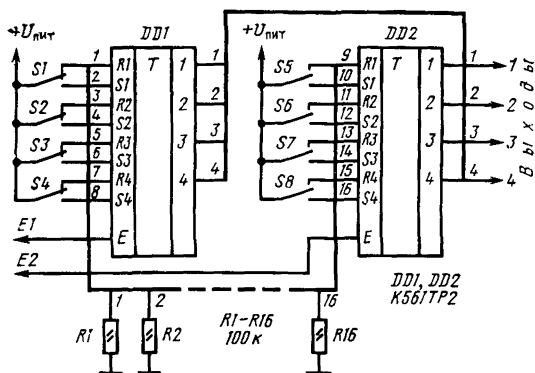 +Uпит
DD1
+Uпит
DD2
S1
1
R1
T
1
1
2
S1
S2
3
R2
2
2
4
S2
S3
5
R3
3
3
6
S3
S4
7
R4
4
4
8
S4
E1
E
S5
9
R1
T
1
1
1
10
S1
S6
11
R2
2
2
2
12
S2
S7
13
R3
3
3
3
14
S3
S8
15
R4
4
4
4
16
S4
E2
E
Выходы
DD1, DD2
К561ТР2
1
2
16
R1
R2
R1-R16
100к
R16